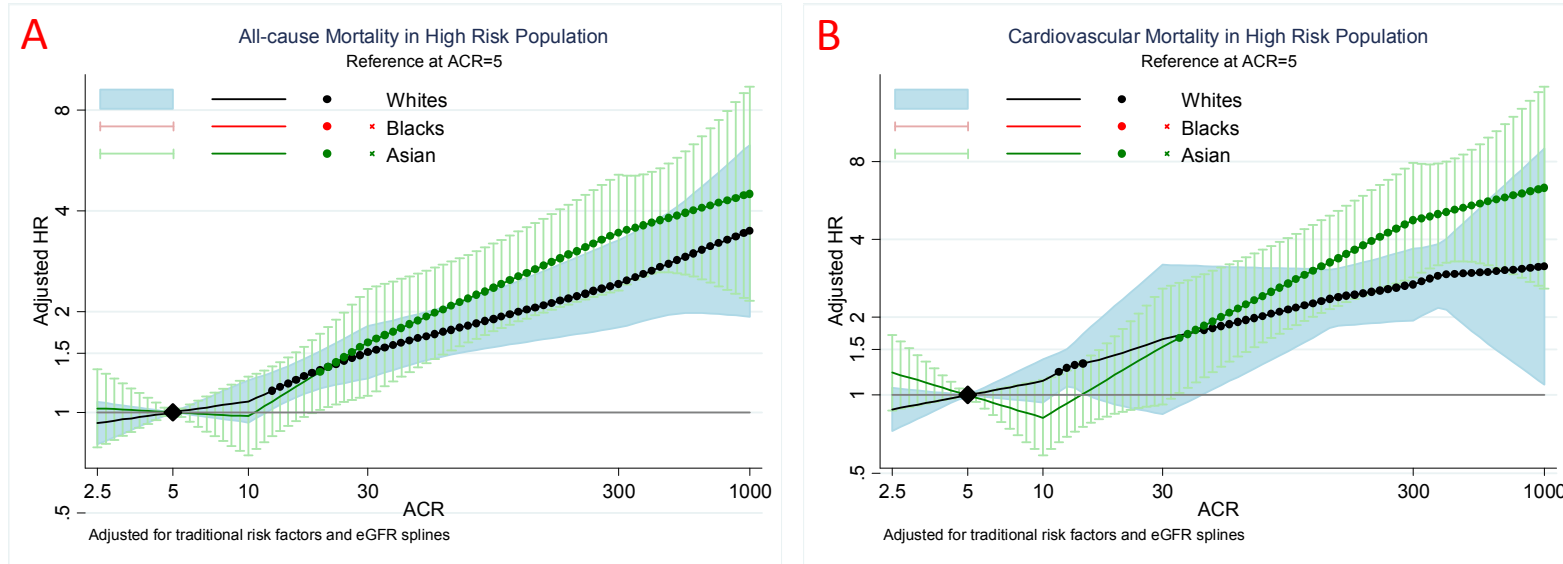 A
All-cause Mortality in High Risk Population
Reference at ACR=5
Whites
Blacks
Asian
Adjusted HR
8
4
2
1.5
1
.5
2.5 5 10 30 300 1000
ACR
Adjusted for traditional risk factors and eGFR splines
B
Cardiovascular Mortality in High Risk Population
Reference at ACR=5
Whites
Blacks
Asian
Adjusted HR
8
4
2
1.5
1
.5
2.5 5 10 30 300 1000
ACR
Adjusted for traditional risk factors and eGFR splines